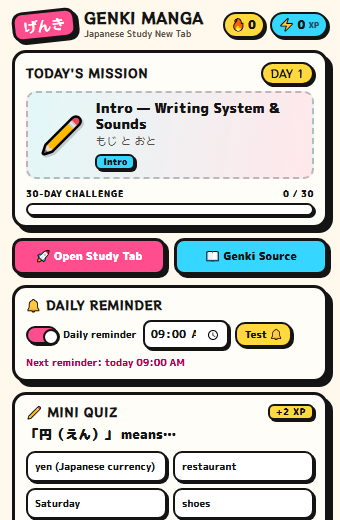 げんき
GENKI MANGA
Japanese Study New Tab
0
0 XP
TODAY'S MISSION
DAY 1
Intro — Writing System &
Sounds
もじ と おと
Intro
30-DAY CHALLENGE
0 / 30
Open Study Tab
Genki Source
DAILY REMINDER
Daily reminder
09:00 A
Test
Next reminder: today 09:00 AM
MINI QUIZ
+2 XP
「円（えん）」 means…
yen (Japanese currency)
restaurant
Saturday
shoes